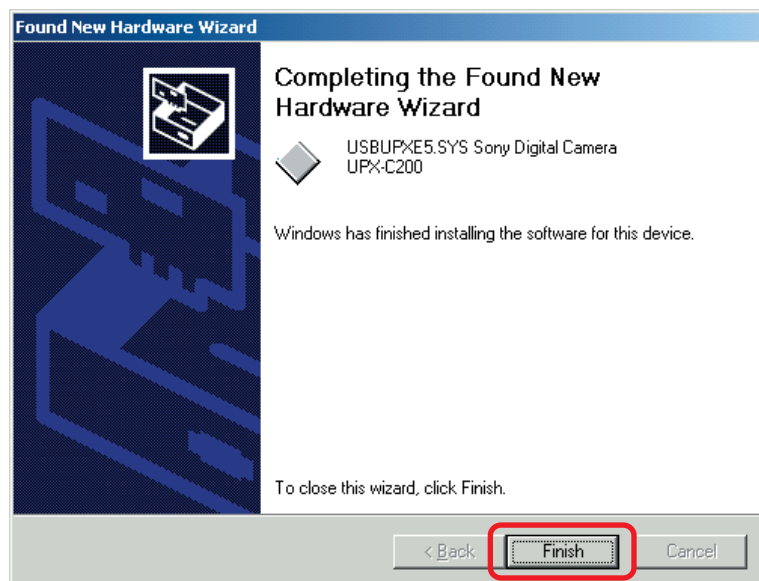 Found New Hardware Wizard
Completing the Found New
Hardware Wizard
USBUPXE5.SYS Sony Digital Camera
UPX-C200
Windows has finished installing the software for this device.
To close this wizard, click Finish.
< Back
Finish
Cancel